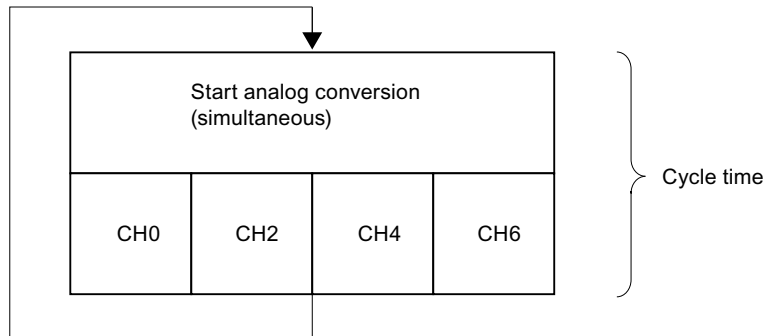 Start analog conversion
(simultaneous)
Cycle time
CH0
CH2
CH4
CH6